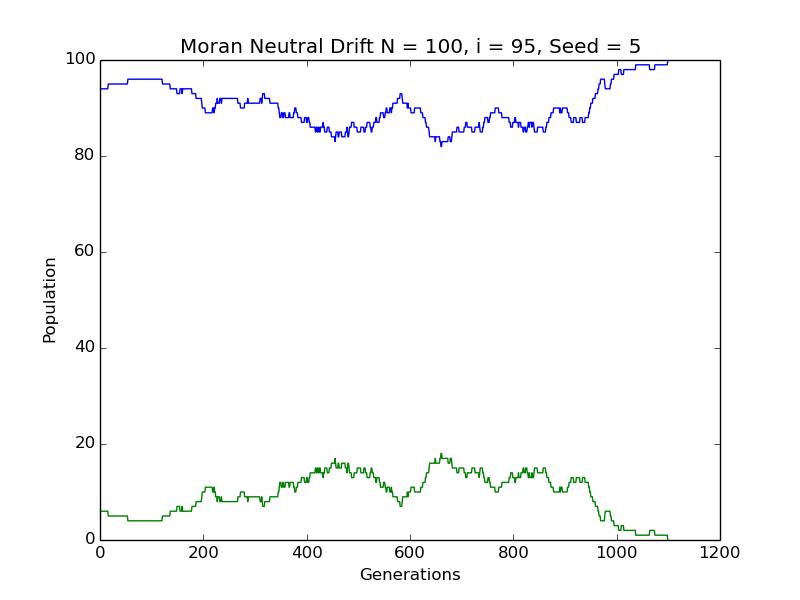 Moran Neutral Drift N = 100, i = 95, Seed = 5
100
80
60
40
20
0
Population
0 200 400 600 800 1000 1200
Generations